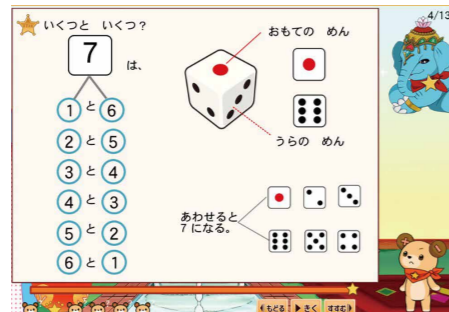 いくつと いくつ？
4/13
7
は、
1 と 6
2 と 5
3 と 4
4 と 3
5 と 2
6 と 1
おもての めん
うらの めん
あわせると
7になる。
もどる
きく
すすむ